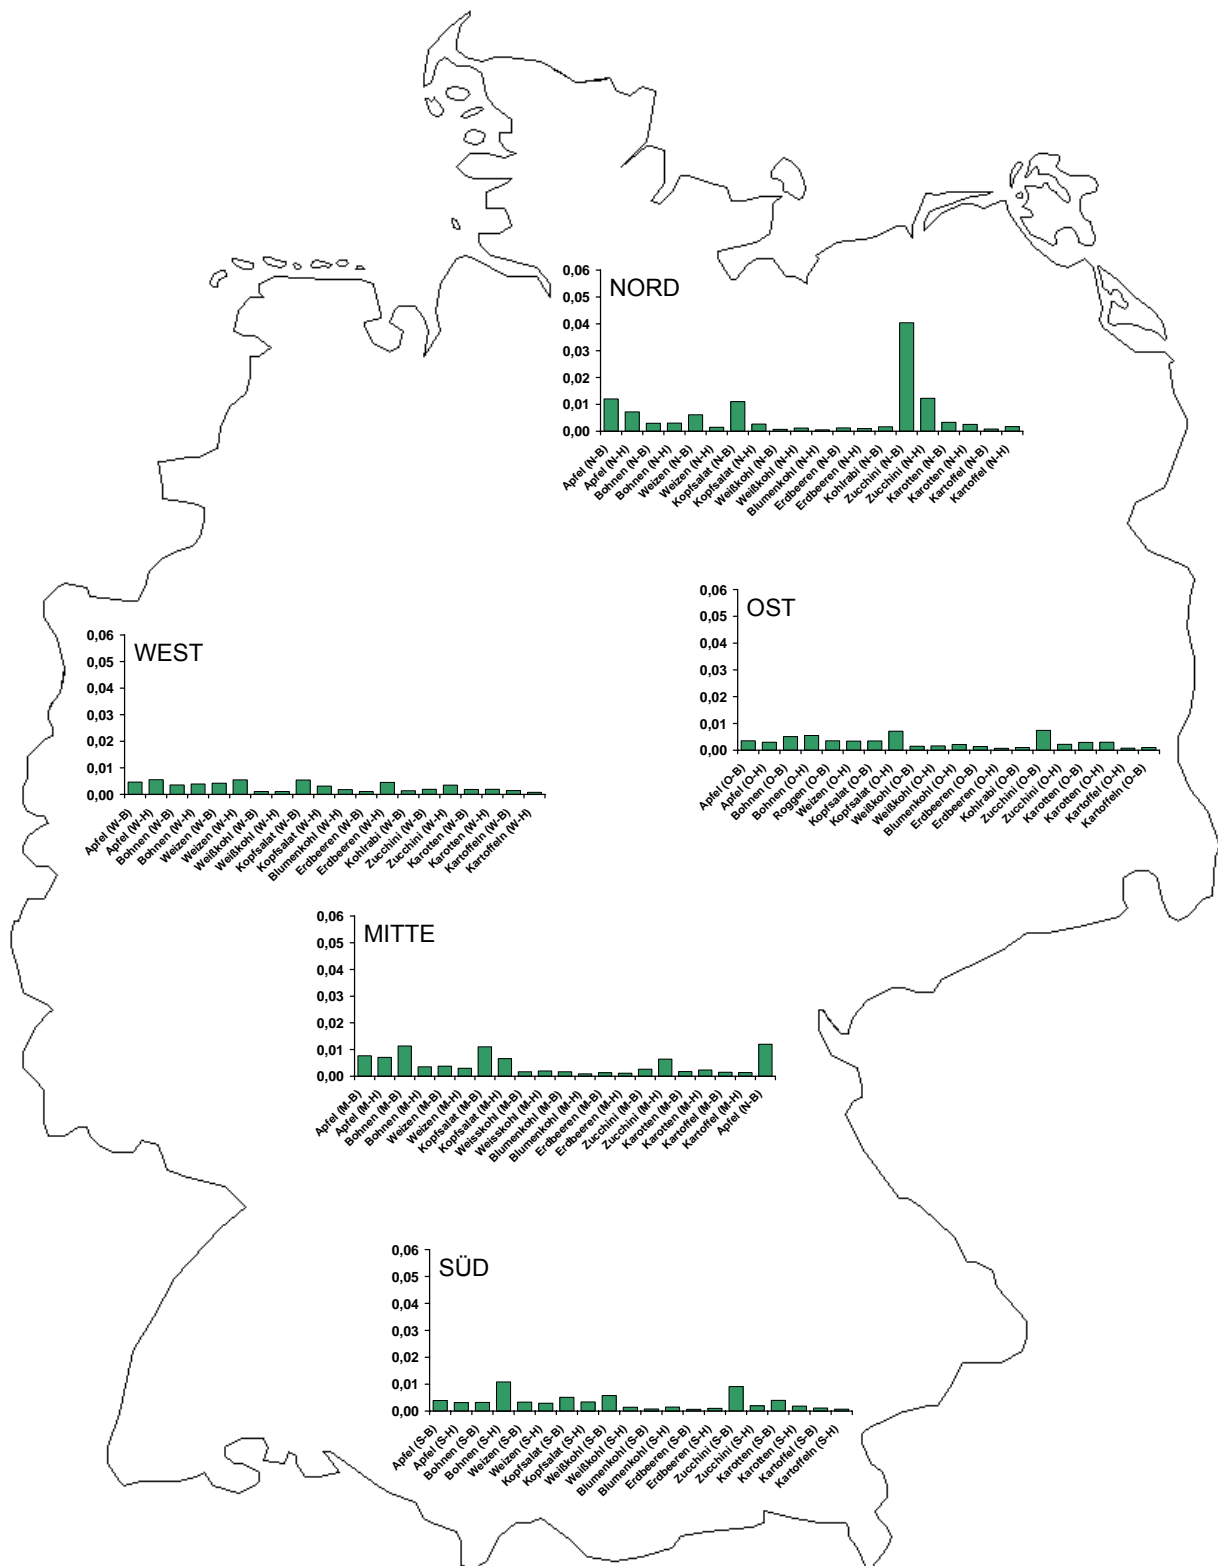 NORD
0,06
0,05
0,04
0,03
0,02
0,01
0,00
Apfel (N-B)
Apfel (N-H)
Bohnen (N-B)
Bohnen (N-H)
Weizen (N-B)
Weizen (N-H)
Kopfsalat (N-B)
Kopfsalat (N-H)
Weißkohl (N-B)
Weißkohl (N-H)
Blumenkohl (N-H)
Erdbeeren (N-B)
Erdbeeren (N-H)
Kohlrabi (N-B)
Zucchini (N-B)
Zucchini (N-H)
Karotten (N-B)
Karotten (N-H)
Kartoffel (N-B)
Kartoffel (N-H)
OST
0,06
0,05
0,04
0,03
0,02
0,01
0,00
Apfel (O-B)
Apfel (O-H)
Bohnen (O-B)
Bohnen (O-H)
Roggen (O-B)
Weizen (O-H)
Kopfsalat (O-B)
Kopfsalat (O-H)
Weißkohl (O-B)
Weißkohl (O-H)
Blumenkohl (O-H)
Erdbeeren (O-B)
Erdbeeren (O-H)
Kohlrabi (O-B)
Zucchini (O-B)
Zucchini (O-H)
Karotten (O-B)
Karotten (O-H)
Kartoffel (O-H)
Kartoffeln (O-B)
WEST
0,06
0,05
0,04
0,03
0,02
0,01
0,00
Apfel (W-B)
Apfel (W-H)
Bohnen (W-B)
Bohnen (W-H)
Weizen (W-B)
Weizen (W-H)
Weißkohl (W-B)
Weißkohl (W-H)
Kopfsalat (W-B)
Kopfsalat (W-H)
Blumenkohl (W-H)
Erdbeeren (W-B)
Erdbeeren (W-H)
Kohlrabi (W-B)
Zucchini (W-B)
Zucchini (W-H)
Karotten (W-B)
Karotten (W-H)
Kartoffeln (W-B)
Kartoffeln (W-H)
MITTE
0,06
0,05
0,04
0,03
0,02
0,01
0,00
Apfel (M-B)
Apfel (M-H)
Bohnen (M-B)
Bohnen (M-H)
Weizen (M-B)
Weizen (M-H)
Kopfsalat (M-B)
Kopfsalat (M-H)
Weisskohl (M-B)
Weisskohl (M-H)
Blumenkohl (M-B)
Blumenkohl (M-H)
Erdbeeren (M-B)
Erdbeeren (M-H)
Zucchini (M-B)
Zucchini (M-H)
Karotten (M-B)
Karotten (M-H)
Kartoffel (M-B)
Kartoffel (M-H)
Apfel (N-B)
SÜD
0,06
0,05
0,04
0,03
0,02
0,01
0,00
Apfel (S-B)
Apfel (S-H)
Bohnen (S-B)
Bohnen (S-H)
Weizen (S-B)
Weizen (S-H)
Kopfsalat (S-B)
Kopfsalat (S-H)
Weißkohl (S-B)
Weißkohl (S-H)
Blumenkohl (S-B)
Blumenkohl (S-H)
Erdbeeren (S-B)
Erdbeeren (S-H)
Zucchini (S-B)
Zucchini (S-H)
Karotten (S-B)
Karotten (S-H)
Kartoffel (S-B)
Kartoffeln (S-H)